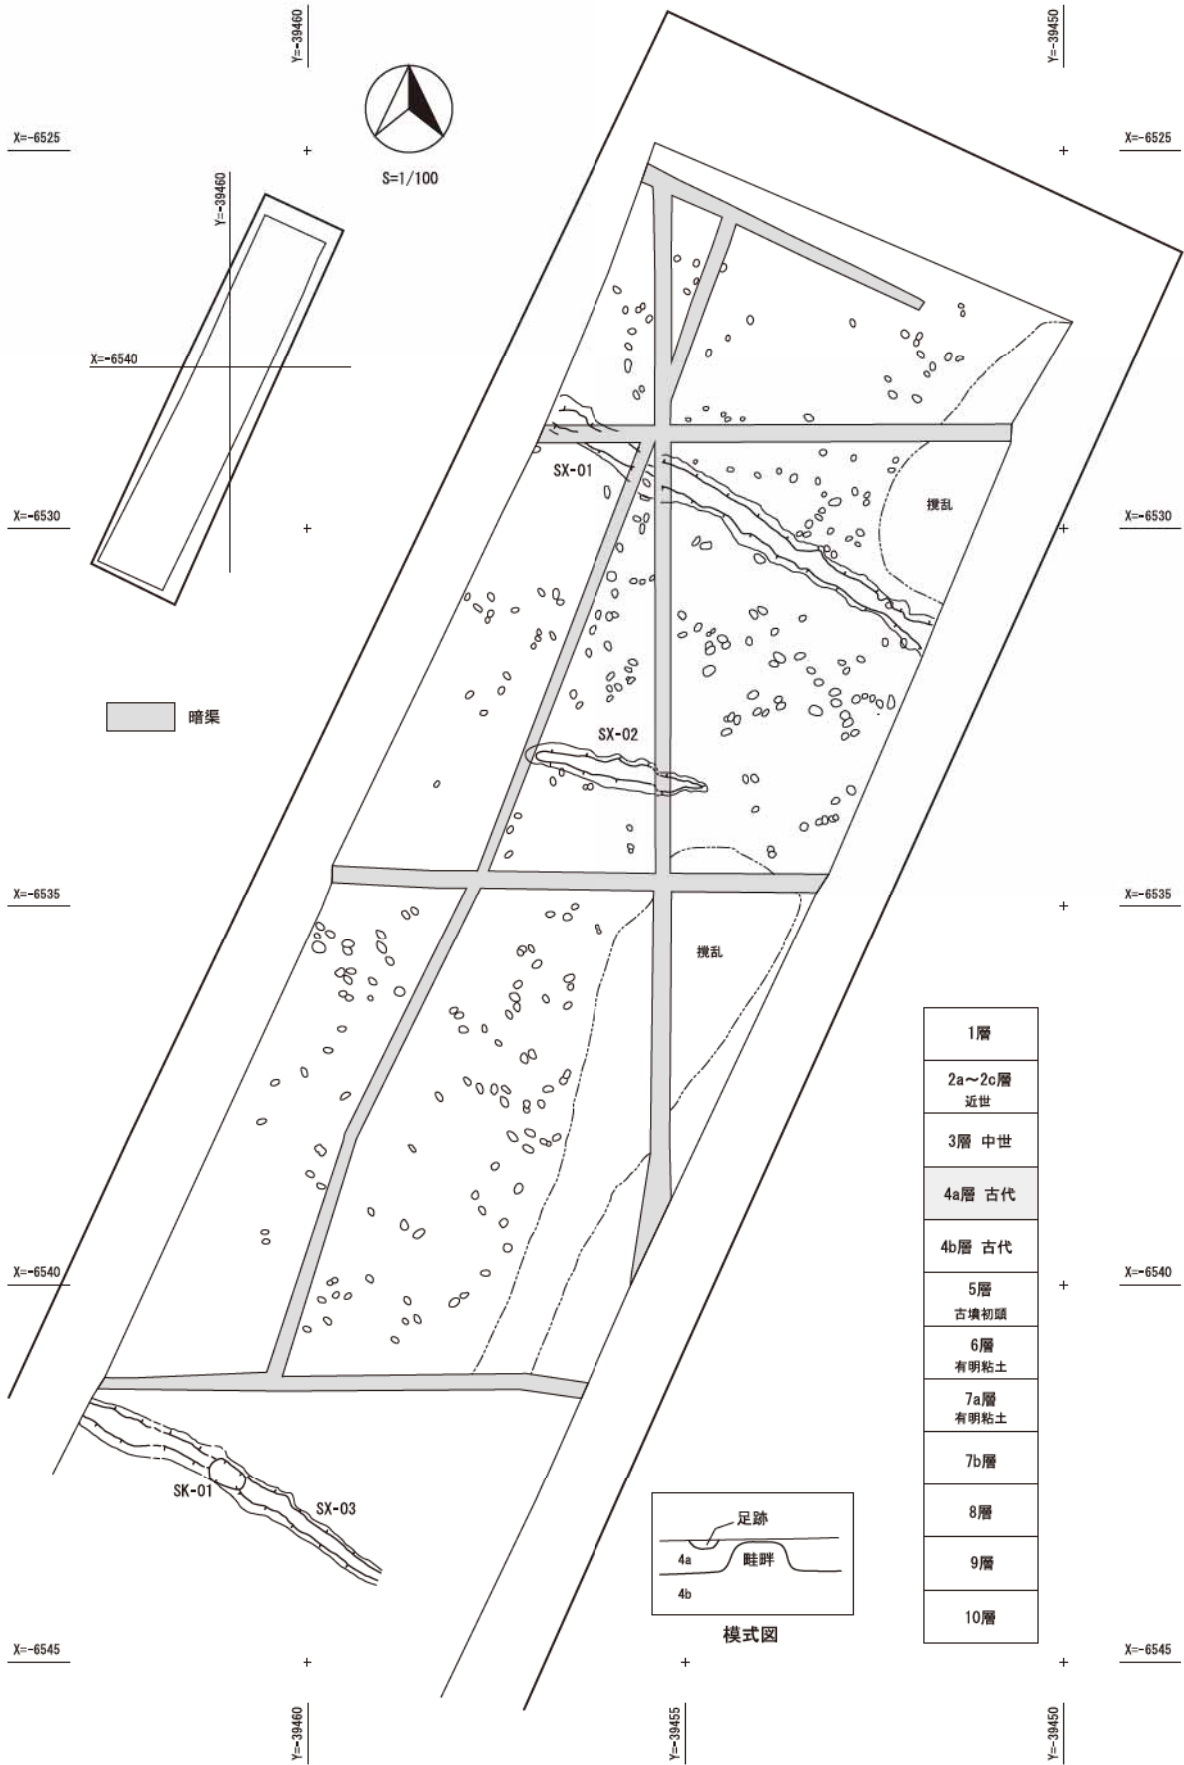 Y=-39460
Y=-39450
X=-6525
X=-6525
S=1/100
Y=-39460
X=-6540
SX-01
X=-6530
撹乱
X=-6530
暗渠
SX-02
X=-6535
X=-6535
撹乱
1層
2a～2c層
近世
3層 中世
4a層 古代
4b層 古代
X=-6540
X=-6540
5層
古墳初頭
6層
有明粘土
7a層
有明粘土
7b層
SK-01
SX-03
8層
足跡
4a
畦畔
4b
9層
10層
模式図
X=-6545
X=-6545
Y=-39460
Y=-39455
Y=-39450